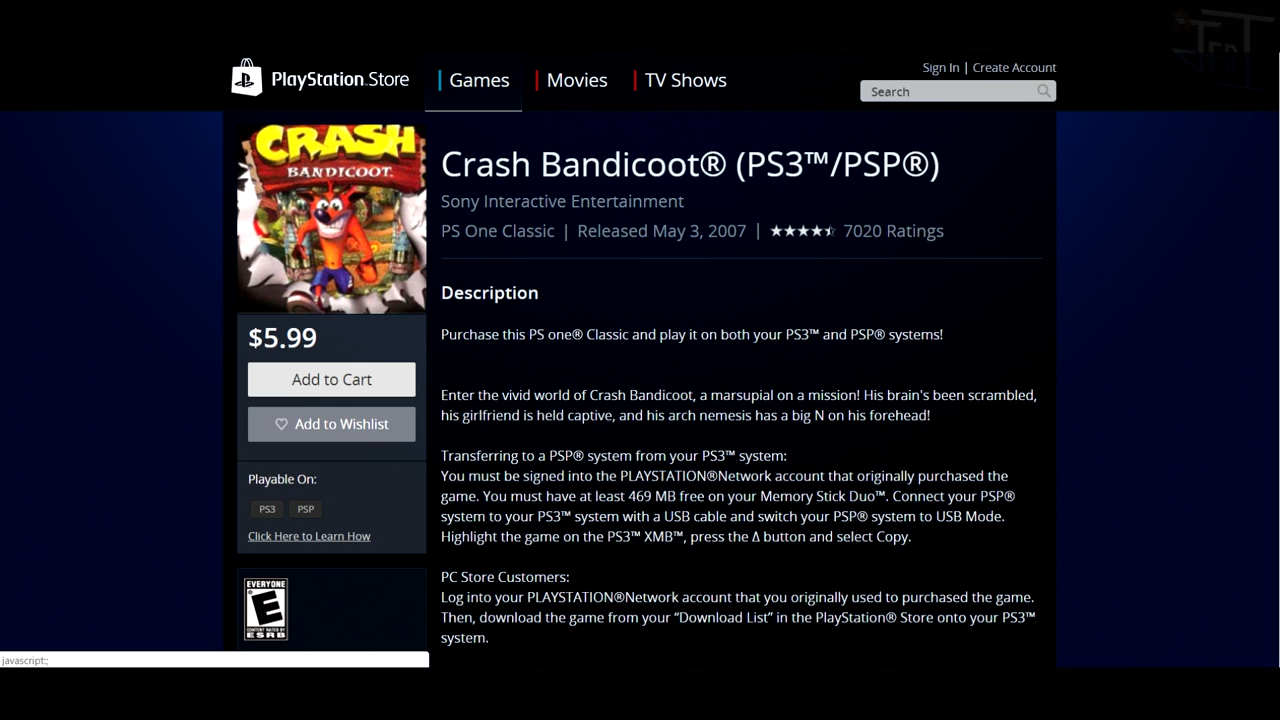 TERT
PlayStation.Store
Games
Movies
TV Shows
Sign In | Create Account
Search
CRASH
BANDICOOT.
Crash Bandicoot® (PS3™/PSP®)
Sony Interactive Entertainment
PS One Classic | Released May 3, 2007 | ★★★★ 7020 Ratings
$5.99
Add to Cart
Add to Wishlist
Playable On:
PS3 PSP
Click Here to Learn How
EVERYONE
E
CONTENT RATED BY
ESRB
Description
Purchase this PS one® Classic and play it on both your PS3™ and PSP® systems!
Enter the vivid world of Crash Bandicoot, a marsupial on a mission! His brain's been scrambled,
his girlfriend is held captive, and his arch nemesis has a big N on his forehead!
Transferring to a PSP® system from your PS3™ system:
You must be signed into the PLAYSTATION®Network account that originally purchased the
game. You must have at least 469 MB free on your Memory Stick Duo™. Connect your PSP®
system to your PS3™ system with a USB cable and switch your PSP® system to USB Mode.
Highlight the game on the PS3™ XMB™, press the Δ button and select Copy.
PC Store Customers:
Log into your PLAYSTATION®Network account that you originally used to purchased the game.
Then, download the game from your “Download List” in the PlayStation® Store onto your PS3™
system.
javascript:;